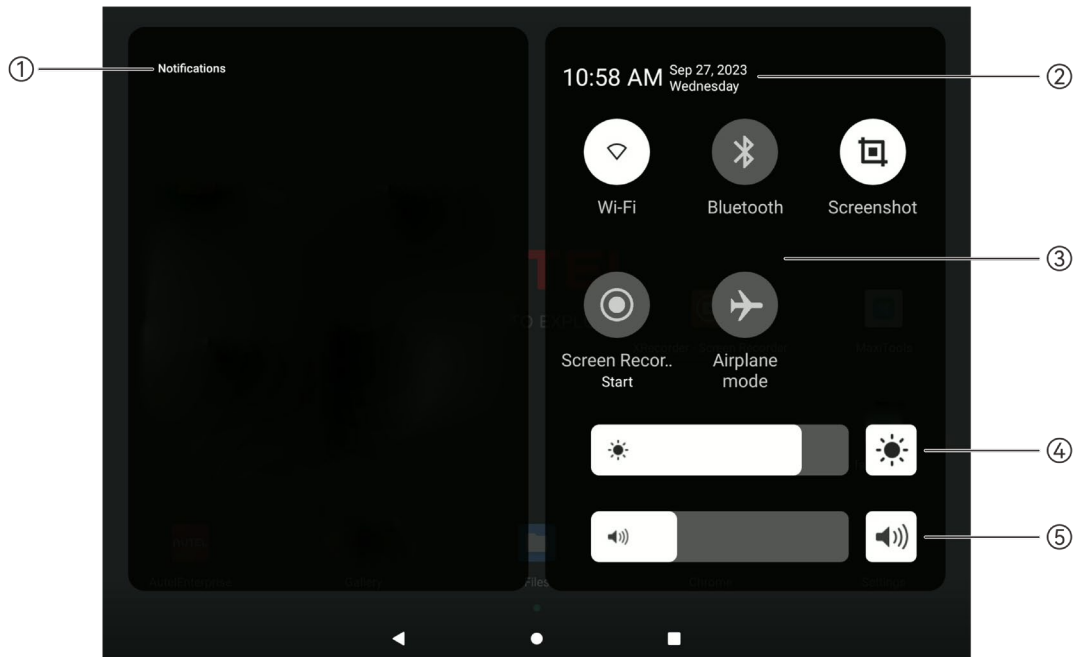 ①
Notifications
10:58 AM
Sep 27, 2023
Wednesday
②
Wi-Fi
Bluetooth
Screenshot
③
Screen Recor..
Start
Airplane
mode
④
⑤
Files